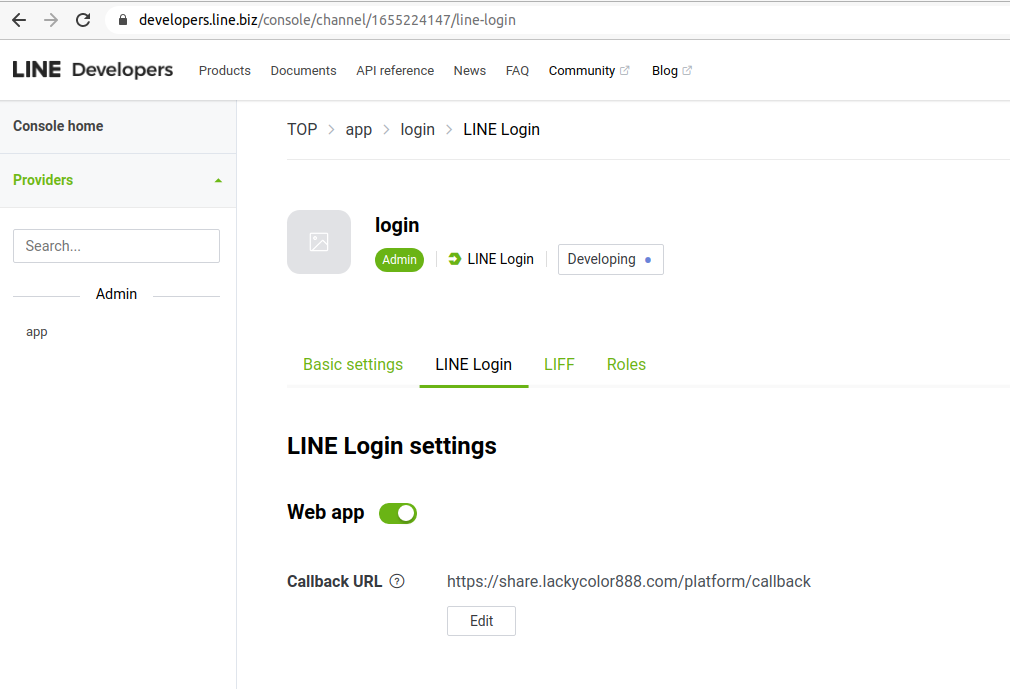 developers.line.biz/console/channel/1655224147/line-login
LINE Developers Products Documents API reference News FAQ Community Blog
Console home
Providers
Search...
Admin
app
TOP > app > login > LINE Login
login
Admin LINE Login Developing
Basic settings LINE Login LIFF Roles
LINE Login settings
Web app
Callback URL ? https://share.lackycolor888.com/platform/callback
Edit